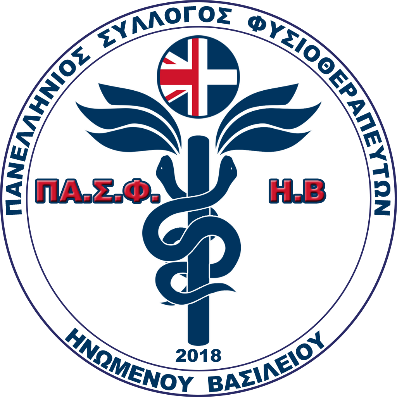 ΠΑΝΕΛΛΗΝΙΟΣ ΣΥΛΛΟΓΟΣ ΦΥΣΙΟΘΕΡΑΠΕΥΤΩΝ
ΠΑ.Σ.Φ. Η.Β
2018
ΗΝΩΜΕΝΟΥ ΒΑΣΙΛΕΙΟΥ